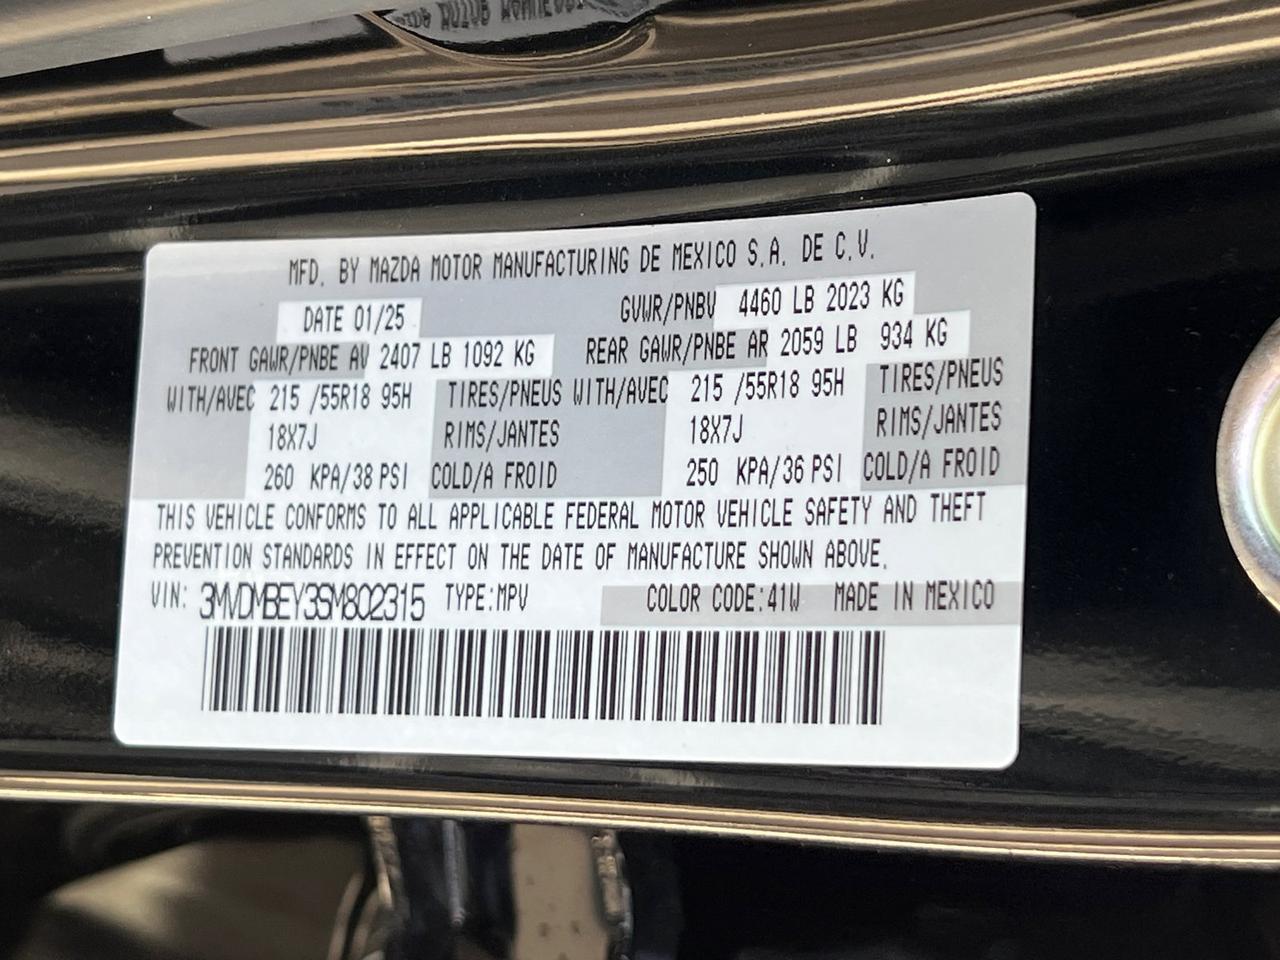 MFD. BY MAZDA MOTOR MANUFACTURING DE MEXICO S.A. DE C.V.
DATE 01/25 GVWR/PNBV 4460 LB 2023 KG
FRONT GAWR/PNBE AV 2407 LB 1092 KG REAR GAWR/PNBE AR 2059 LB 934 KG
WITH/AVEC 215 /55R18 95H TIRES/PNEUS WITH/AVEC 215 /55R18 95H TIRES/PNEUS
18X7J RIMS/JANTES 18X7J RIMS/JANTES
260 KPA/38 PSI COLD/A FROID 250 KPA/36 PSI COLD/A FROID
THIS VEHICLE CONFORMS TO ALL APPLICABLE FEDERAL MOTOR VEHICLE SAFETY AND THEFT
PREVENTION STANDARDS IN EFFECT ON THE DATE OF MANUFACTURE SHOWN ABOVE.
VIN: 3MVDMBEY3SM802315 TYPE:MPV COLOR CODE:41W MADE IN MEXICO